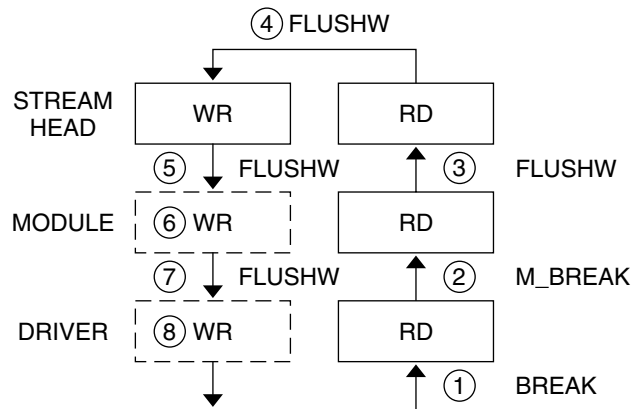 ④ FLUSHW
STREAM HEAD
WR
RD
⑤ FLUSHW
③ FLUSHW
MODULE
⑥ WR
RD
⑦ FLUSHW
② M_BREAK
DRIVER
⑧ WR
RD
① BREAK